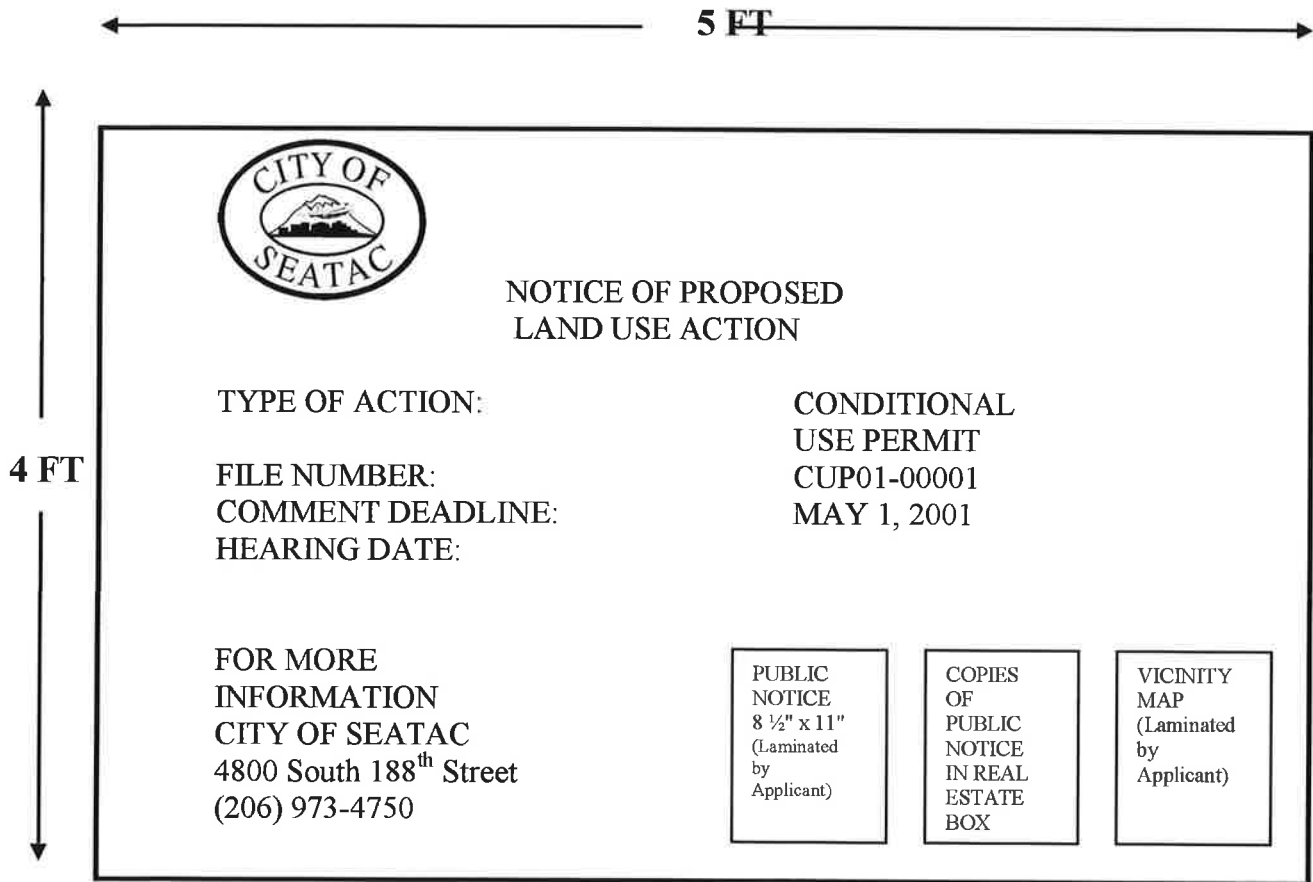 5 FT
4 FT
CITY OF
SEATAC
NOTICE OF PROPOSED
LAND USE ACTION
TYPE OF ACTION:
CONDITIONAL
USE PERMIT
FILE NUMBER:
CUP01-00001
COMMENT DEADLINE:
MAY 1, 2001
HEARING DATE:
FOR MORE
INFORMATION
CITY OF SEATAC
4800 South 188th Street
(206) 973-4750
PUBLIC
NOTICE
8 ½" x 11"
(Laminated
by
Applicant)
COPIES
OF
PUBLIC
NOTICE
IN REAL
ESTATE
BOX
VICINITY
MAP
(Laminated
by
Applicant)